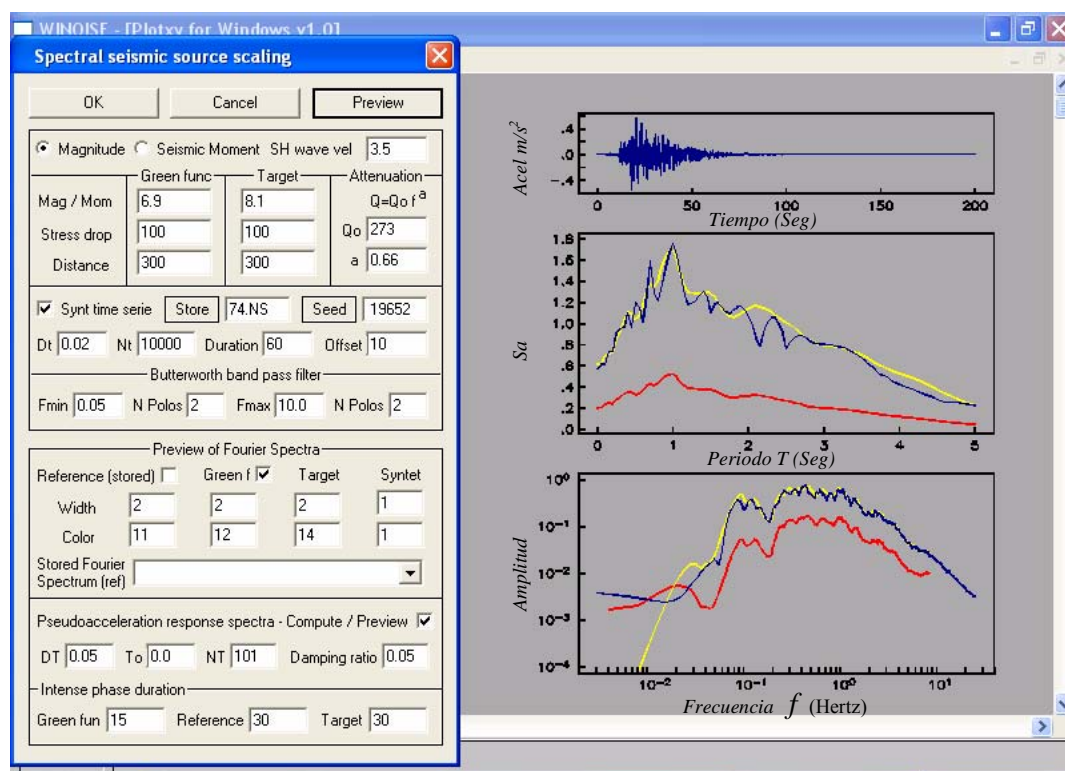 WINOISE - [Plotxy for Windows v1.0]
Spectral seismic source scaling
OK Cancel Preview
Magnitude Seismic Moment SH wave vel 3.5
Green func Target Attenuation
Mag / Mom 6.9 8.1 Q=Qo f a
Stress drop 100 100 Qo 273
Distance 300 300 a 0.66
Synt time serie Store 74.NS Seed 19652
Dt 0.02 Nt 10000 Duration 60 Offset 10
Butterworth band pass filter
Fmin 0.05 N Polos 2 Fmax 10.0 N Polos 2
Preview of Fourier Spectra
Reference (stored) Green f Target Syntet
Width 2 2 2 1
Color 11 12 14 1
Stored Fourier
Spectrum (ref)
Pseudoacceleration response spectra - Compute / Preview
DT 0.05 To 0.0 NT 101 Damping ratio 0.05
Intense phase duration
Green fun 15 Reference 30 Target 30
Acel m/s²
.4
.0
-.4
0 50 100 150 200
Tiempo (Seg)
Sa
1.8
1.6
1.4
1.2
1.0
.8
.6
.4
.2
.0
0 1 2 3 4 5
Periodo T (Seg)
Amplitud
10⁰
10⁻¹
10⁻²
10⁻³
10⁻⁴
10⁻² 10⁻¹ 10⁰ 10¹
Frecuencia f (Hertz)